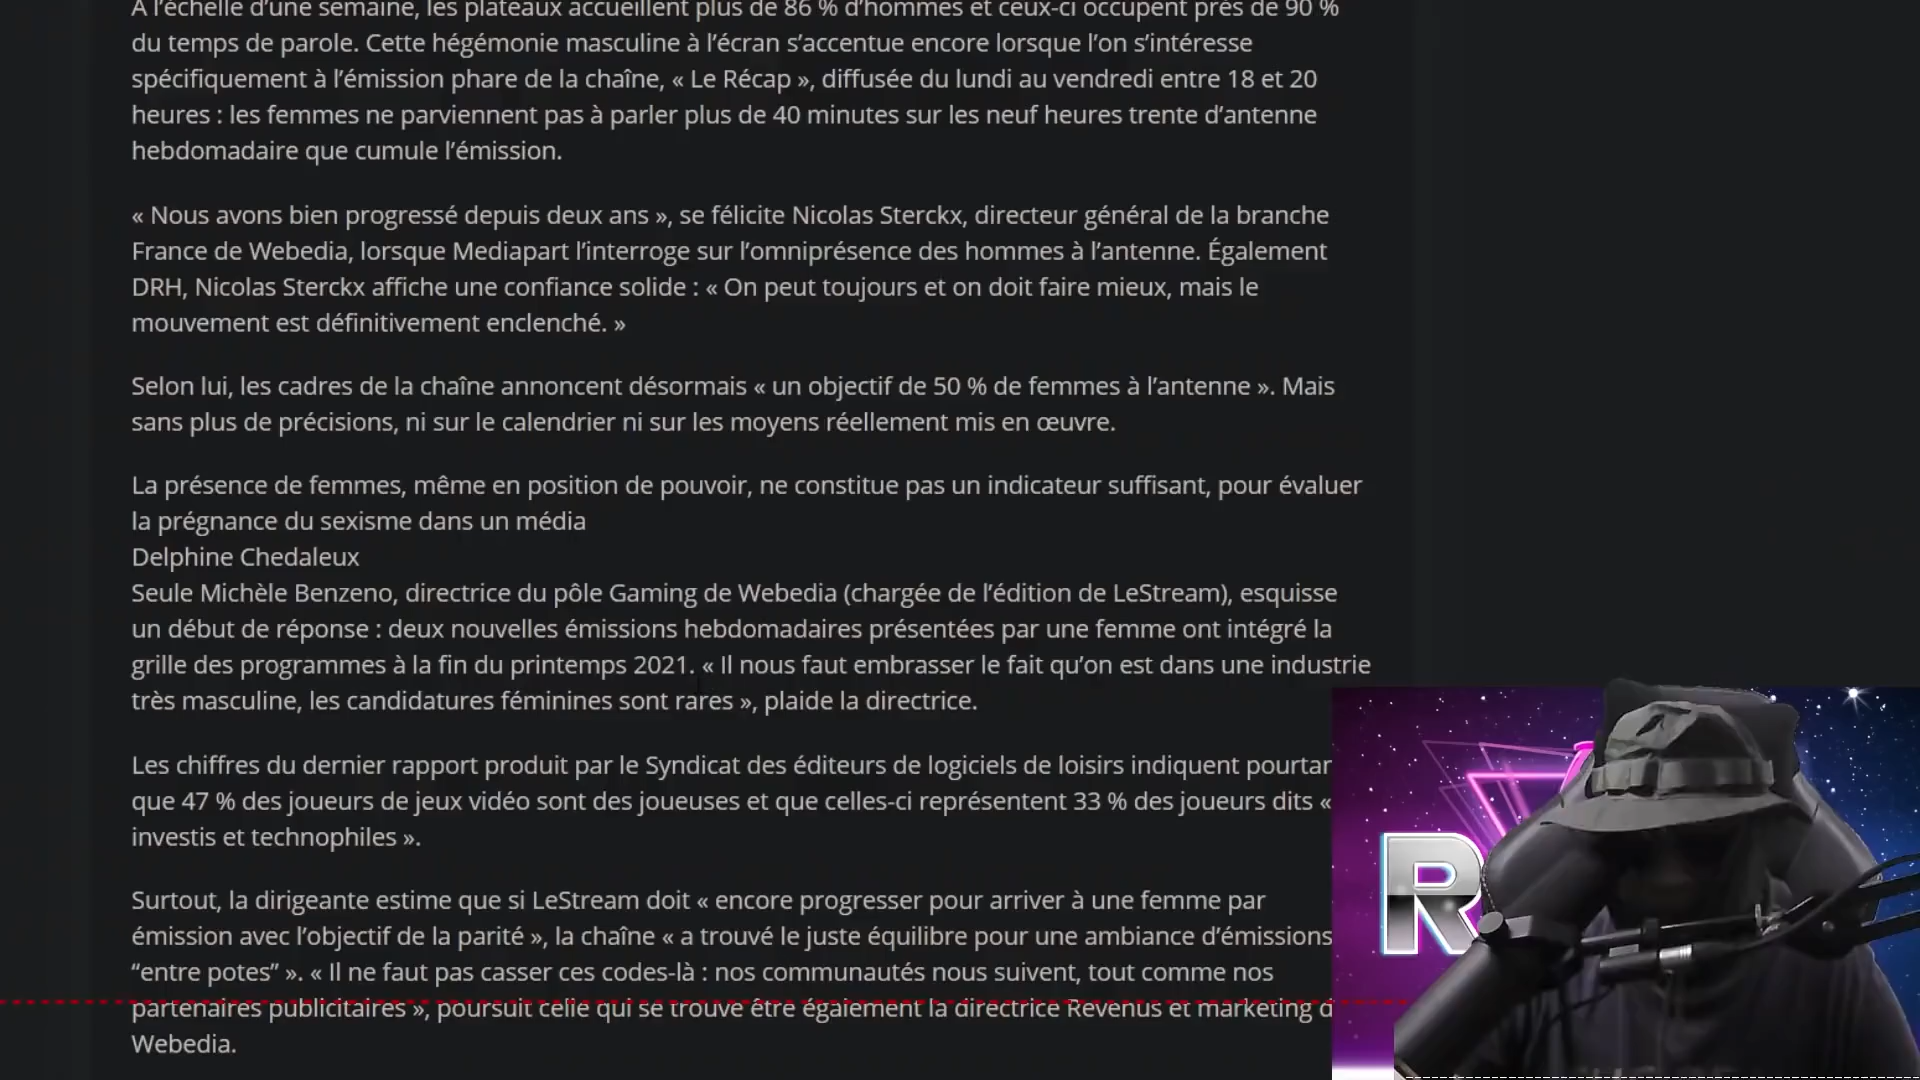 À l’échelle d’une semaine, les plateaux accueillent plus de 86 % d’hommes et ceux-ci occupent près de 90 %
du temps de parole. Cette hégémonie masculine à l’écran s’accentue encore lorsque l’on s’intéresse
spécifiquement à l’émission phare de la chaîne, « Le Récap », diffusée du lundi au vendredi entre 18 et 20
heures : les femmes ne parviennent pas à parler plus de 40 minutes sur les neuf heures trente d’antenne
hebdomadaire que cumule l’émission.
« Nous avons bien progressé depuis deux ans », se félicite Nicolas Sterckx, directeur général de la branche
France de Webedia, lorsque Mediapart l’interroge sur l’omniprésence des hommes à l’antenne. Également
DRH, Nicolas Sterckx affiche une confiance solide : « On peut toujours et on doit faire mieux, mais le
mouvement est définitivement enclenché. »
Selon lui, les cadres de la chaîne annoncent désormais « un objectif de 50 % de femmes à l’antenne ». Mais
sans plus de précisions, ni sur le calendrier ni sur les moyens réellement mis en œuvre.
La présence de femmes, même en position de pouvoir, ne constitue pas un indicateur suffisant, pour évaluer
la prégnance du sexisme dans un média
Delphine Chedaleux
Seule Michèle Benzeno, directrice du pôle Gaming de Webedia (chargée de l’édition de LeStream), esquisse
un début de réponse : deux nouvelles émissions hebdomadaires présentées par une femme ont intégré la
grille des programmes à la fin du printemps 2021. « Il nous faut embrasser le fait qu’on est dans une industrie
très masculine, les candidatures féminines sont rares », plaide la directrice.
Les chiffres du dernier rapport produit par le Syndicat des éditeurs de logiciels de loisirs indiquent pourtan
que 47 % des joueurs de jeux vidéo sont des joueuses et que celles-ci représentent 33 % des joueurs dits «
investis et technophiles ».
Surtout, la dirigeante estime que si LeStream doit « encore progresser pour arriver à une femme par
émission avec l’objectif de la parité », la chaîne « a trouvé le juste équilibre pour une ambiance d’émissions
“entre potes” ». « Il ne faut pas casser ces codes-là : nos communautés nous suivent, tout comme nos
partenaires publicitaires », poursuit celle qui se trouve être également la directrice Revenus et marketing d
Webedia.
R